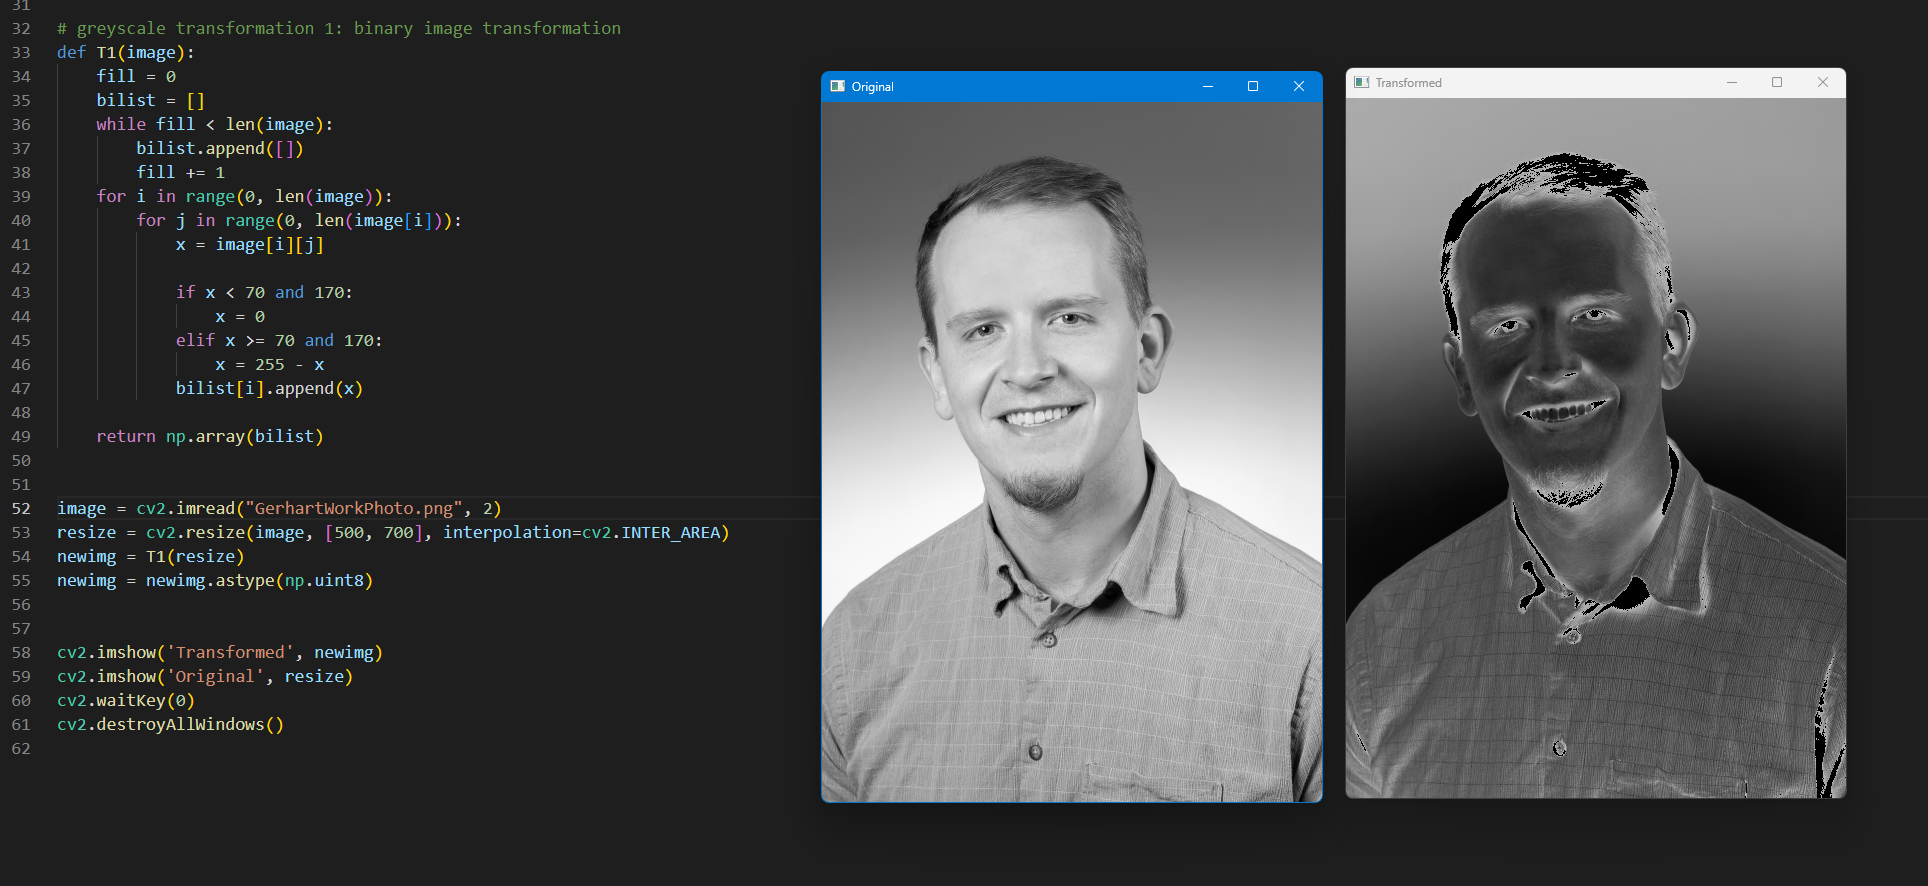 31
32 # greyscale transformation 1: binary image transformation
33 def T1(image):
34     fill = 0
35     bilist = []
36     while fill < len(image):
37         bilist.append([])
38         fill += 1
39     for i in range(0, len(image)):
40         for j in range(0, len(image[i])):
41             x = image[i][j]
42
43             if x < 70 and 170:
44                 x = 0
45             elif x >= 70 and 170:
46                 x = 255 - x
47             bilist[i].append(x)
48
49     return np.array(bilist)
50
51
52 image = cv2.imread("GerhartWorkPhoto.png", 2)
53 resize = cv2.resize(image, [500, 700], interpolation=cv2.INTER_AREA)
54 newimg = T1(resize)
55 newimg = newimg.astype(np.uint8)
56
57
58 cv2.imshow('Transformed', newimg)
59 cv2.imshow('Original', resize)
60 cv2.waitKey(0)
61 cv2.destroyAllWindows()
62
Original
Transformed